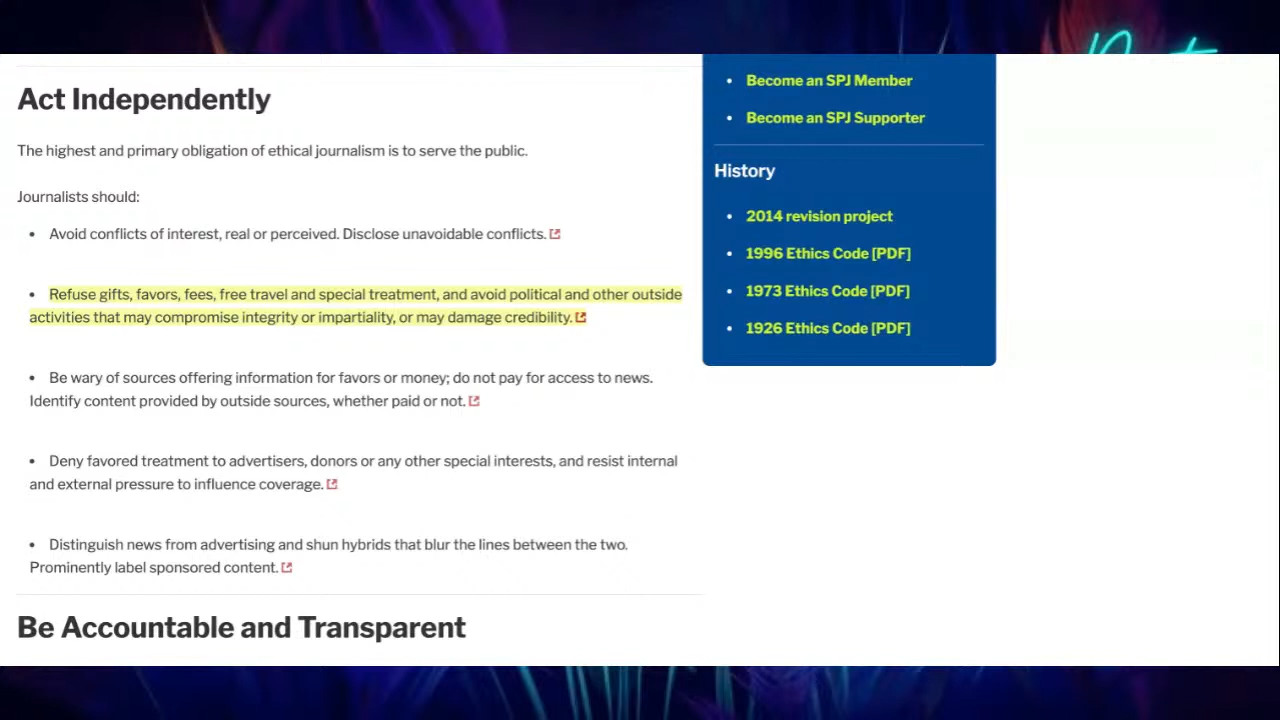 Act Independently
The highest and primary obligation of ethical journalism is to serve the public.
Journalists should:
• Avoid conflicts of interest, real or perceived. Disclose unavoidable conflicts.
• Refuse gifts, favors, fees, free travel and special treatment, and avoid political and other outside
activities that may compromise integrity or impartiality, or may damage credibility.
• Be wary of sources offering information for favors or money; do not pay for access to news.
Identify content provided by outside sources, whether paid or not.
• Deny favored treatment to advertisers, donors or any other special interests, and resist internal
and external pressure to influence coverage.
• Distinguish news from advertising and shun hybrids that blur the lines between the two.
Prominently label sponsored content.
Be Accountable and Transparent
• Become an SPJ Member
• Become an SPJ Supporter
History
• 2014 revision project
• 1996 Ethics Code [PDF]
• 1973 Ethics Code [PDF]
• 1926 Ethics Code [PDF]